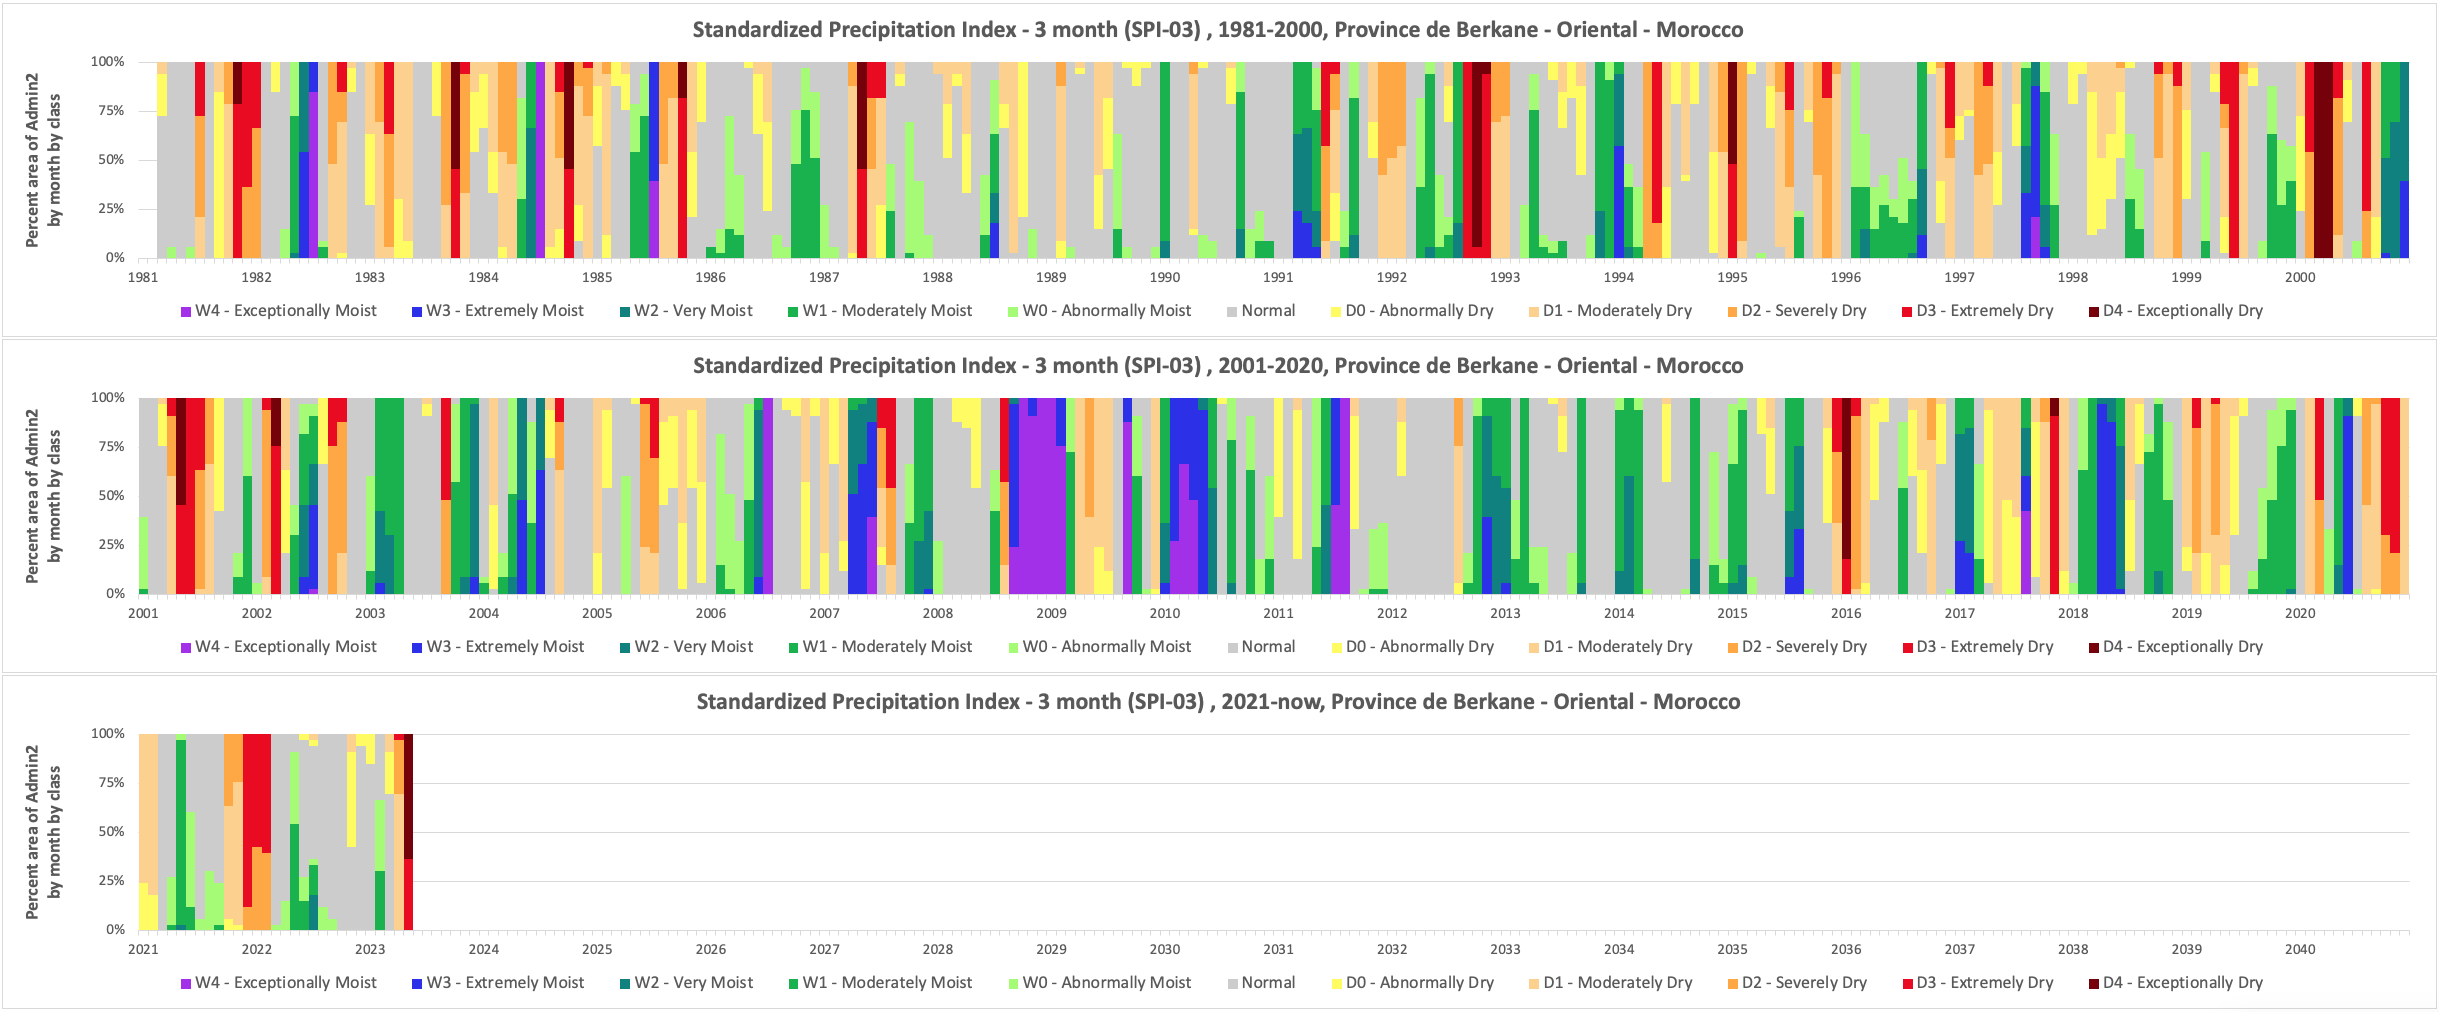 Standardized Precipitation Index - 3 month (SPI-03) , 1981-2000, Province de Berkane - Oriental - Morocco
Percent area of Admin2
by month by class
100%
75%
50%
25%
0%
1981 1982 1983 1984 1985 1986 1987 1988 1989 1990 1991 1992 1993 1994 1995 1996 1997 1998 1999 2000
W4 - Exceptionally Moist W3 - Extremely Moist W2 - Very Moist W1 - Moderately Moist W0 - Abnormally Moist Normal D0 - Abnormally Dry D1 - Moderately Dry D2 - Severely Dry D3 - Extremely Dry D4 - Exceptionally Dry
Standardized Precipitation Index - 3 month (SPI-03) , 2001-2020, Province de Berkane - Oriental - Morocco
Percent area of Admin2
by month by class
100%
75%
50%
25%
0%
2001 2002 2003 2004 2005 2006 2007 2008 2009 2010 2011 2012 2013 2014 2015 2016 2017 2018 2019 2020
W4 - Exceptionally Moist W3 - Extremely Moist W2 - Very Moist W1 - Moderately Moist W0 - Abnormally Moist Normal D0 - Abnormally Dry D1 - Moderately Dry D2 - Severely Dry D3 - Extremely Dry D4 - Exceptionally Dry
Standardized Precipitation Index - 3 month (SPI-03) , 2021-now, Province de Berkane - Oriental - Morocco
Percent area of Admin2
by month by class
100%
75%
50%
25%
0%
2021 2022 2023 2024 2025 2026 2027 2028 2029 2030 2031 2032 2033 2034 2035 2036 2037 2038 2039 2040
W4 - Exceptionally Moist W3 - Extremely Moist W2 - Very Moist W1 - Moderately Moist W0 - Abnormally Moist Normal D0 - Abnormally Dry D1 - Moderately Dry D2 - Severely Dry D3 - Extremely Dry D4 - Exceptionally Dry